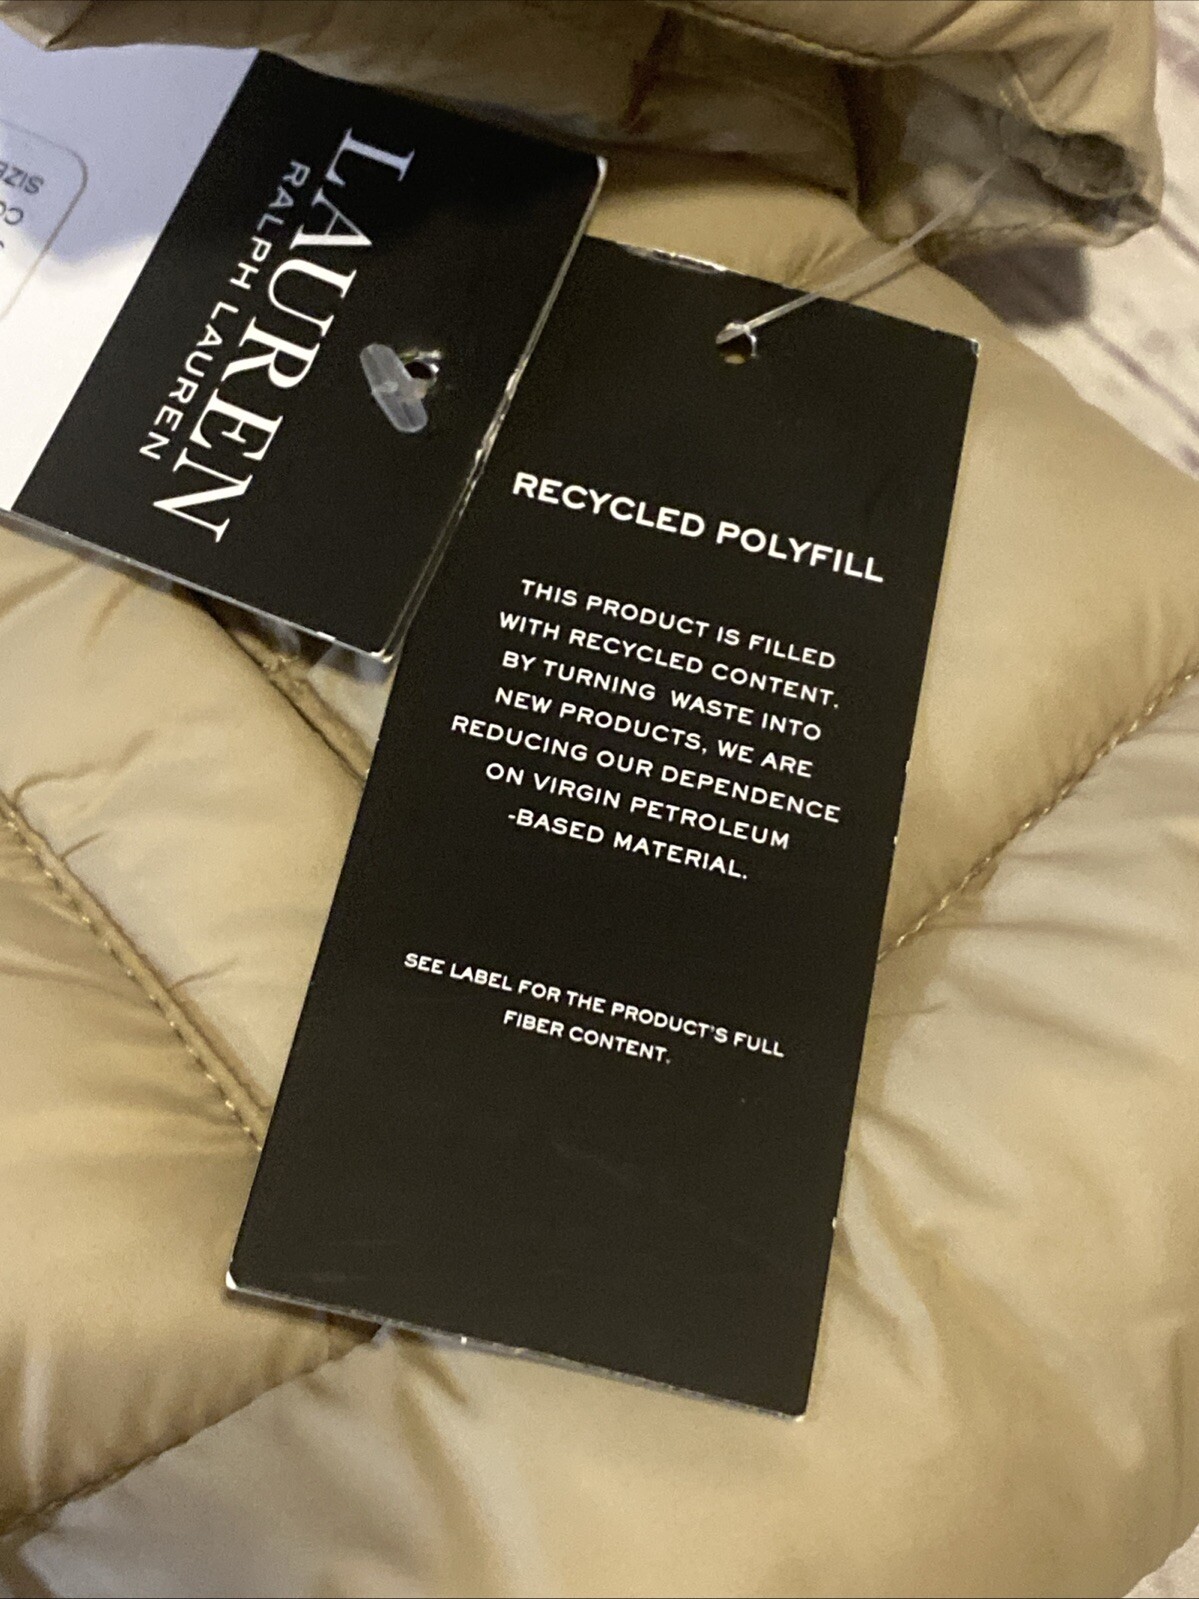 LAUREN
RALPH LAUREN
SIZE
RECYCLED POLYFILL
THIS PRODUCT IS FILLED
WITH RECYCLED CONTENT.
BY TURNING WASTE INTO
NEW PRODUCTS, WE ARE
REDUCING OUR DEPENDENCE
ON VIRGIN PETROLEUM
-BASED MATERIAL.
SEE LABEL FOR THE PRODUCT'S FULL
FIBER CONTENT.